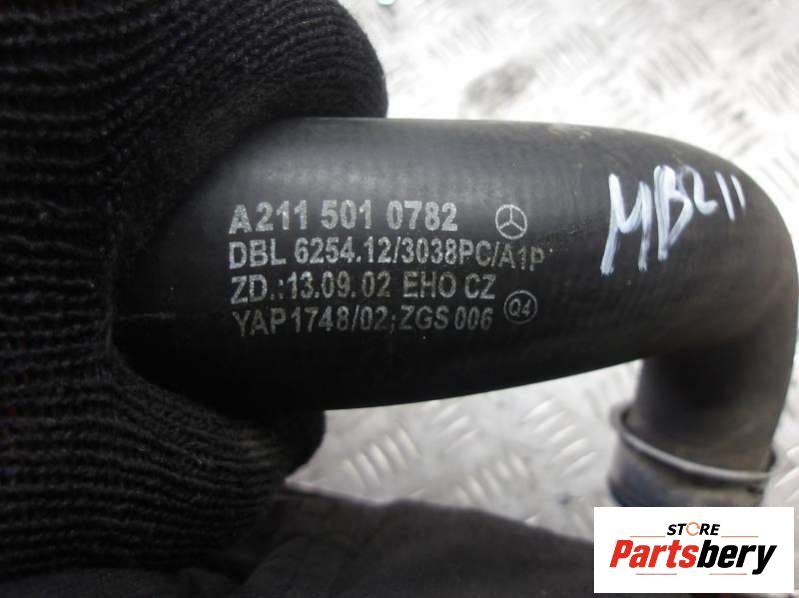 A211 501 0782
DBL 6254.12/3038PC/A1P
ZD.:13.09.02 EHO CZ
YAP1748/02;ZGS 006 Q4
MB211
STORE
Partsbery